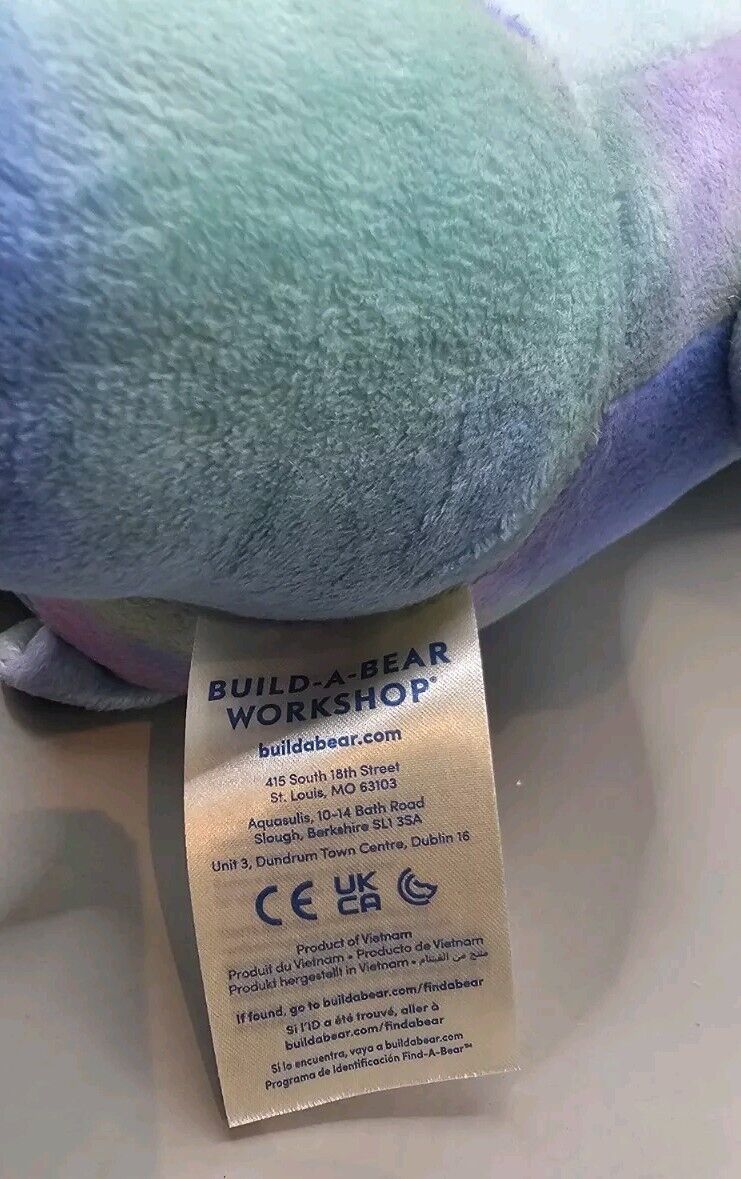 BUILD-A-BEAR
WORKSHOP®
buildabear.com
415 South 18th Street
St. Louis, MO 63103
Aquasulis, 10-14 Bath Road
Slough, Berkshire SL1 3SA
Unit 3, Dundrum Town Centre, Dublin 16
CE UK
CA
Product of Vietnam
Produit du Vietnam • Producto de Vietnam
Produkt hergestellt in Vietnam • منتج من الفيتنام
If found, go to buildabear.com/findabear
Si l'ID a été trouvé, aller à
buildabear.com/findabear
Si lo encuentra, vaya a buildabear.com
Programa de Identificación Find-A-Bear™